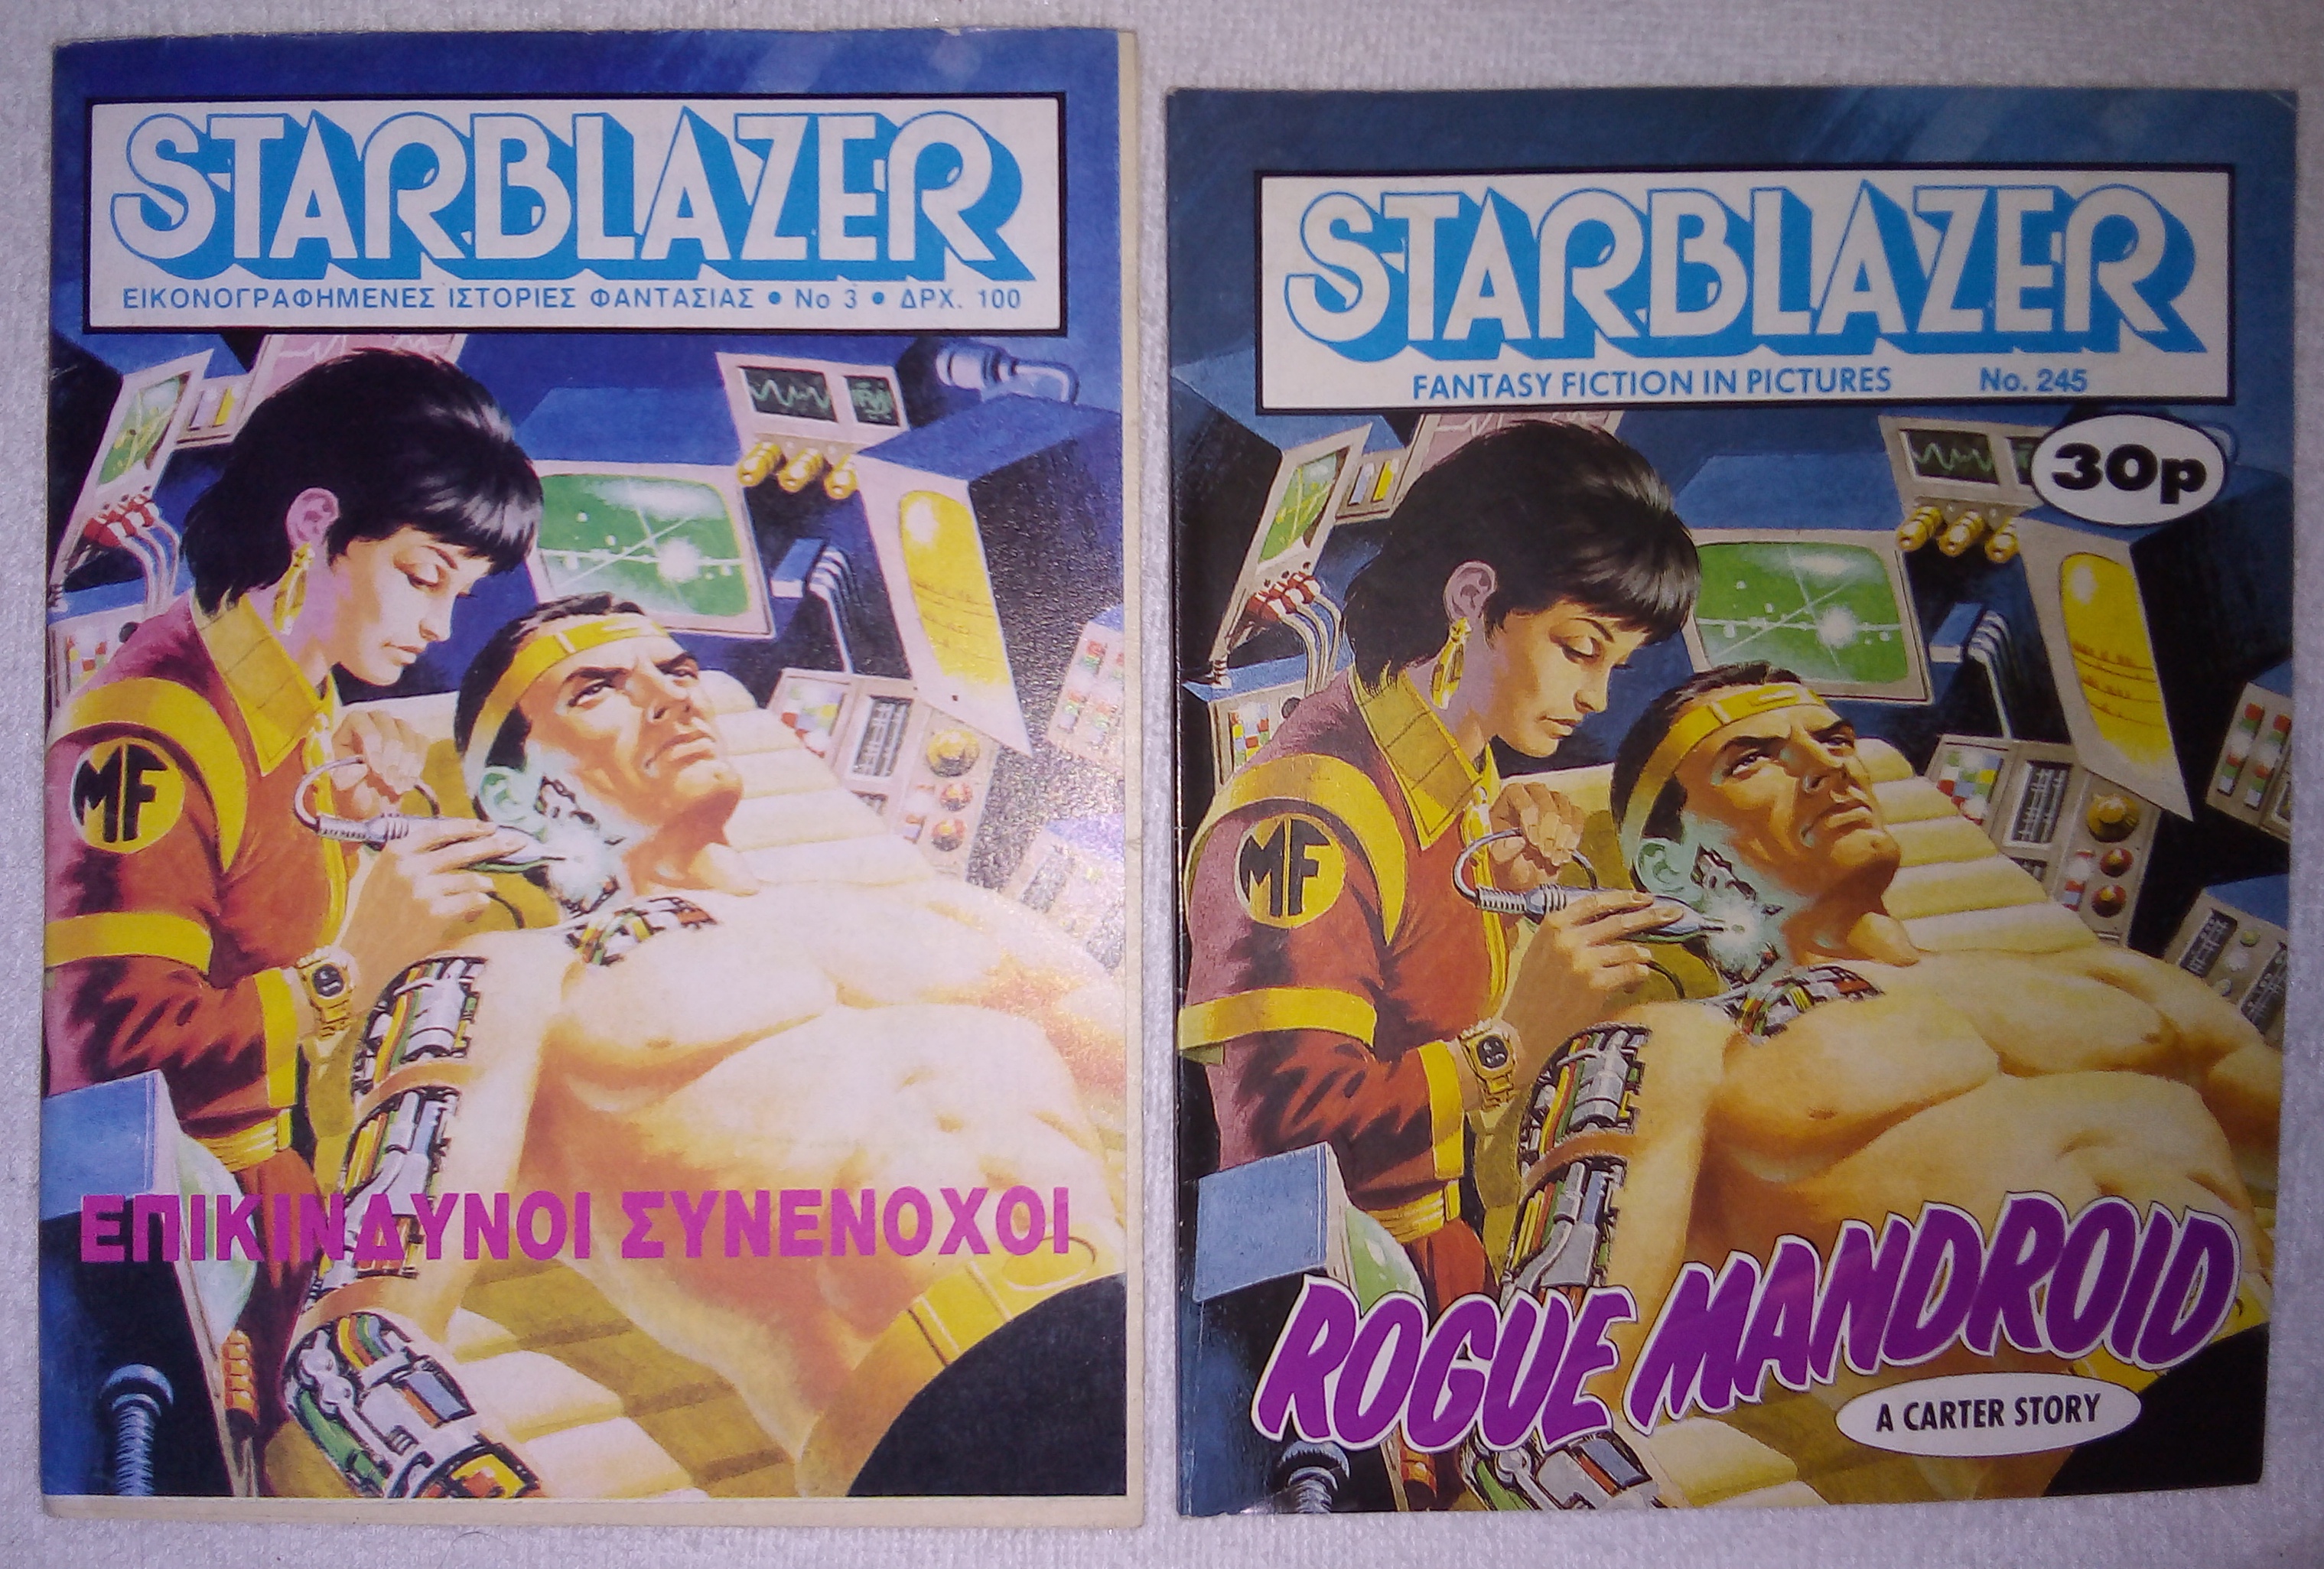 STARBLAZER
ΕΙΚΟΝΟΓΡΑΦΗΜΕΝΕΣ ΙΣΤΟΡΙΕΣ ΦΑΝΤΑΣΙΑΣ • Νο 3 • ΔΡΧ. 100
MF
ΕΠΙΚΙΝΔΥΝΟΙ ΣΥΝΕΝΟΧΟΙ
STARBLAZER
FANTASY FICTION IN PICTURES No. 245
30p
MF
ROGUE MANDROID
A CARTER STORY